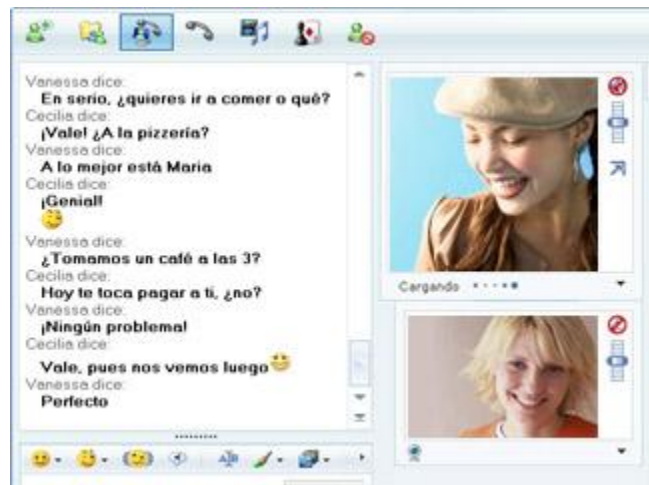 Vanessa dice:
En serio, ¿quieres ir a comer o qué?
Cecilia dice:
¡Vale! ¿A la pizzería?
Vanessa dice:
A lo mejor está Maria
Cecilia dice:
¡Genial!
Vanessa dice:
¿Tomamos un café a las 3?
Cecilia dice:
Hoy te toca pagar a ti, ¿no?
Vanessa dice:
¡Ningún problema!
Cecilia dice:
Vale, pues nos vemos luego
Vanessa dice:
Perfecto
Cargando